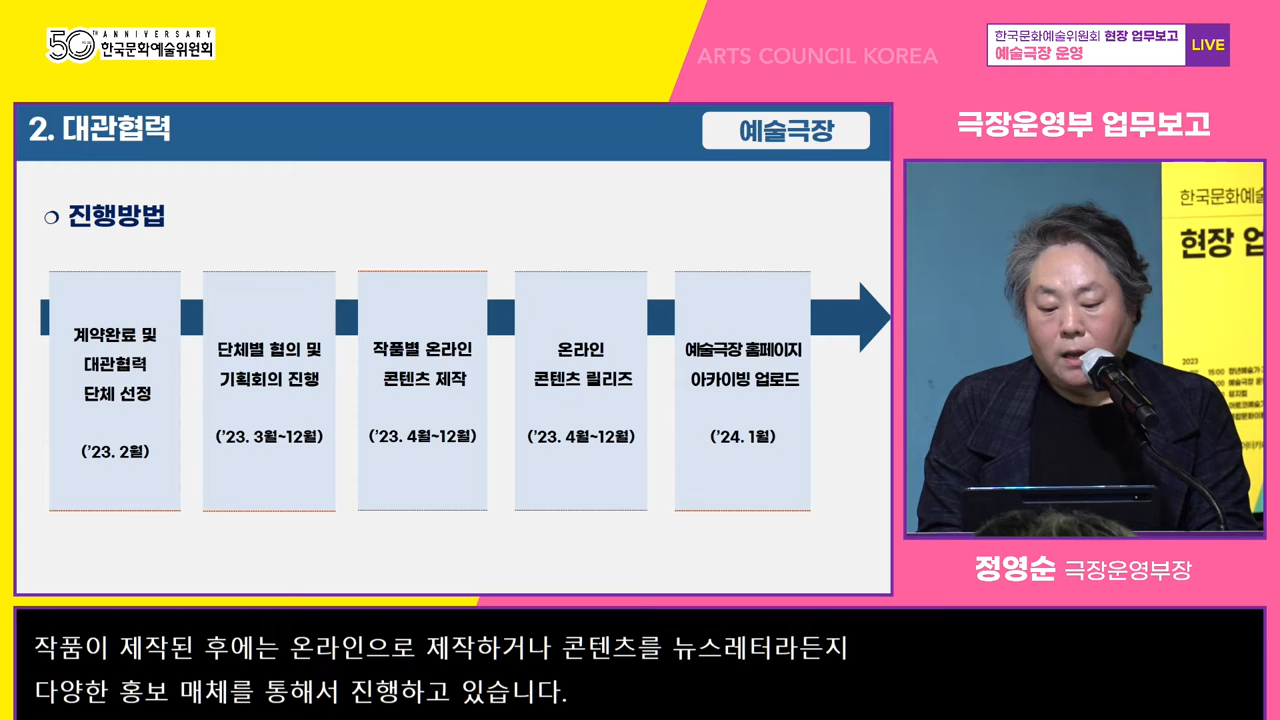 50TH ANNIVERSARY
한국문화예술위원회
ARTS COUNCIL KOREA
한국문화예술위원회 현장 업무보고
예술극장 운영
LIVE
2. 대관협력
예술극장
❍ 진행방법
계약완료 및
대관협력
단체 선정
(’23. 2월)
단체별 협의 및
기획회의 진행
(’23. 3월~12월)
작품별 온라인
콘텐츠 제작
(’23. 4월~12월)
온라인
콘텐츠 릴리즈
(’23. 4월~12월)
예술극장 홈페이지
아카이빙 업로드
(’24. 1월)
극장운영부 업무보고
한국문화예술
현장 업
2023
정영순 극장운영부장
작품이 제작된 후에는 온라인으로 제작하거나 콘텐츠를 뉴스레터라든지
다양한 홍보 매체를 통해서 진행하고 있습니다.